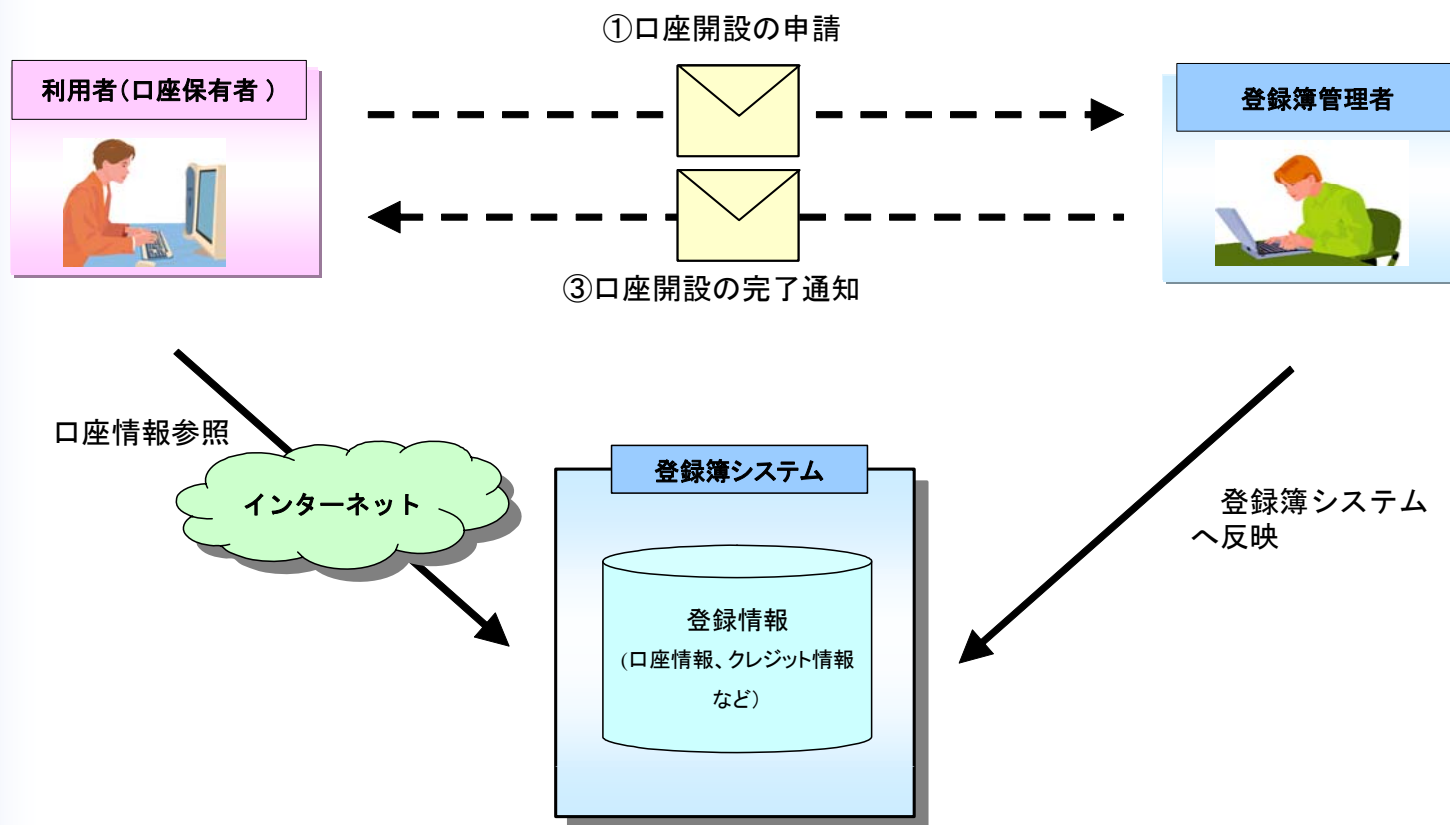 ①口座開設の申請
利用者（口座保有者 ）
登録簿管理者
③口座開設の完了通知
口座情報参照
インターネット
登録簿システム
登録簿システム
へ反映
登録情報
(口座情報、クレジット情報
など）